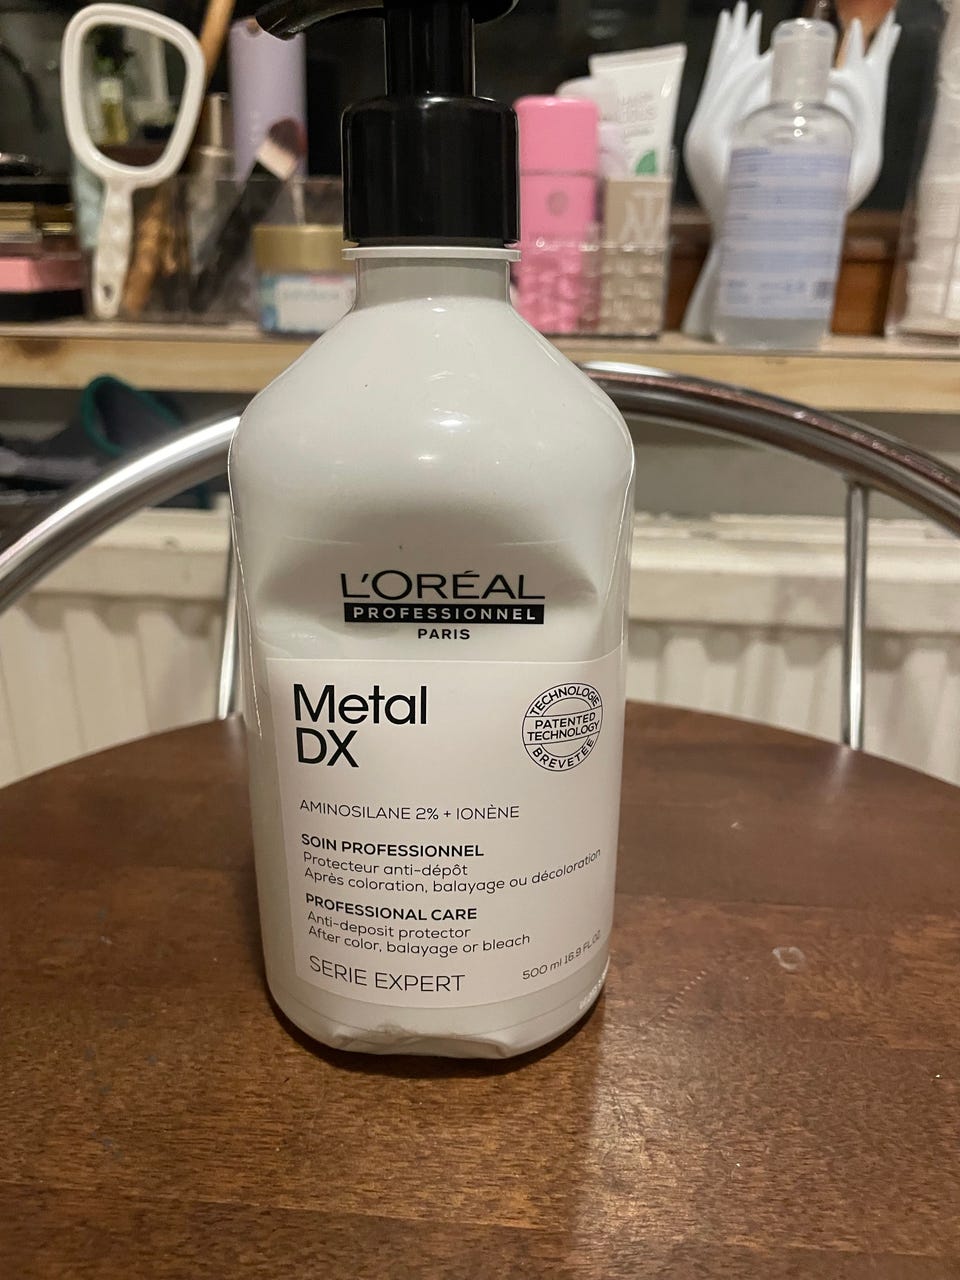 L'ORÉAL
PROFESSIONNEL
PARIS
Metal
DX
TECHNOLOGIE
PATENTED
TECHNOLOGY
BREVETÉE
AMINOSILANE 2% + IONÈNE
SOIN PROFESSIONNEL
Protecteur anti-dépôt
Après coloration, balayage ou décoloration
PROFESSIONAL CARE
Anti-deposit protector
After color, balayage or bleach
SERIE EXPERT
500 ml 16.9 FL.OZ